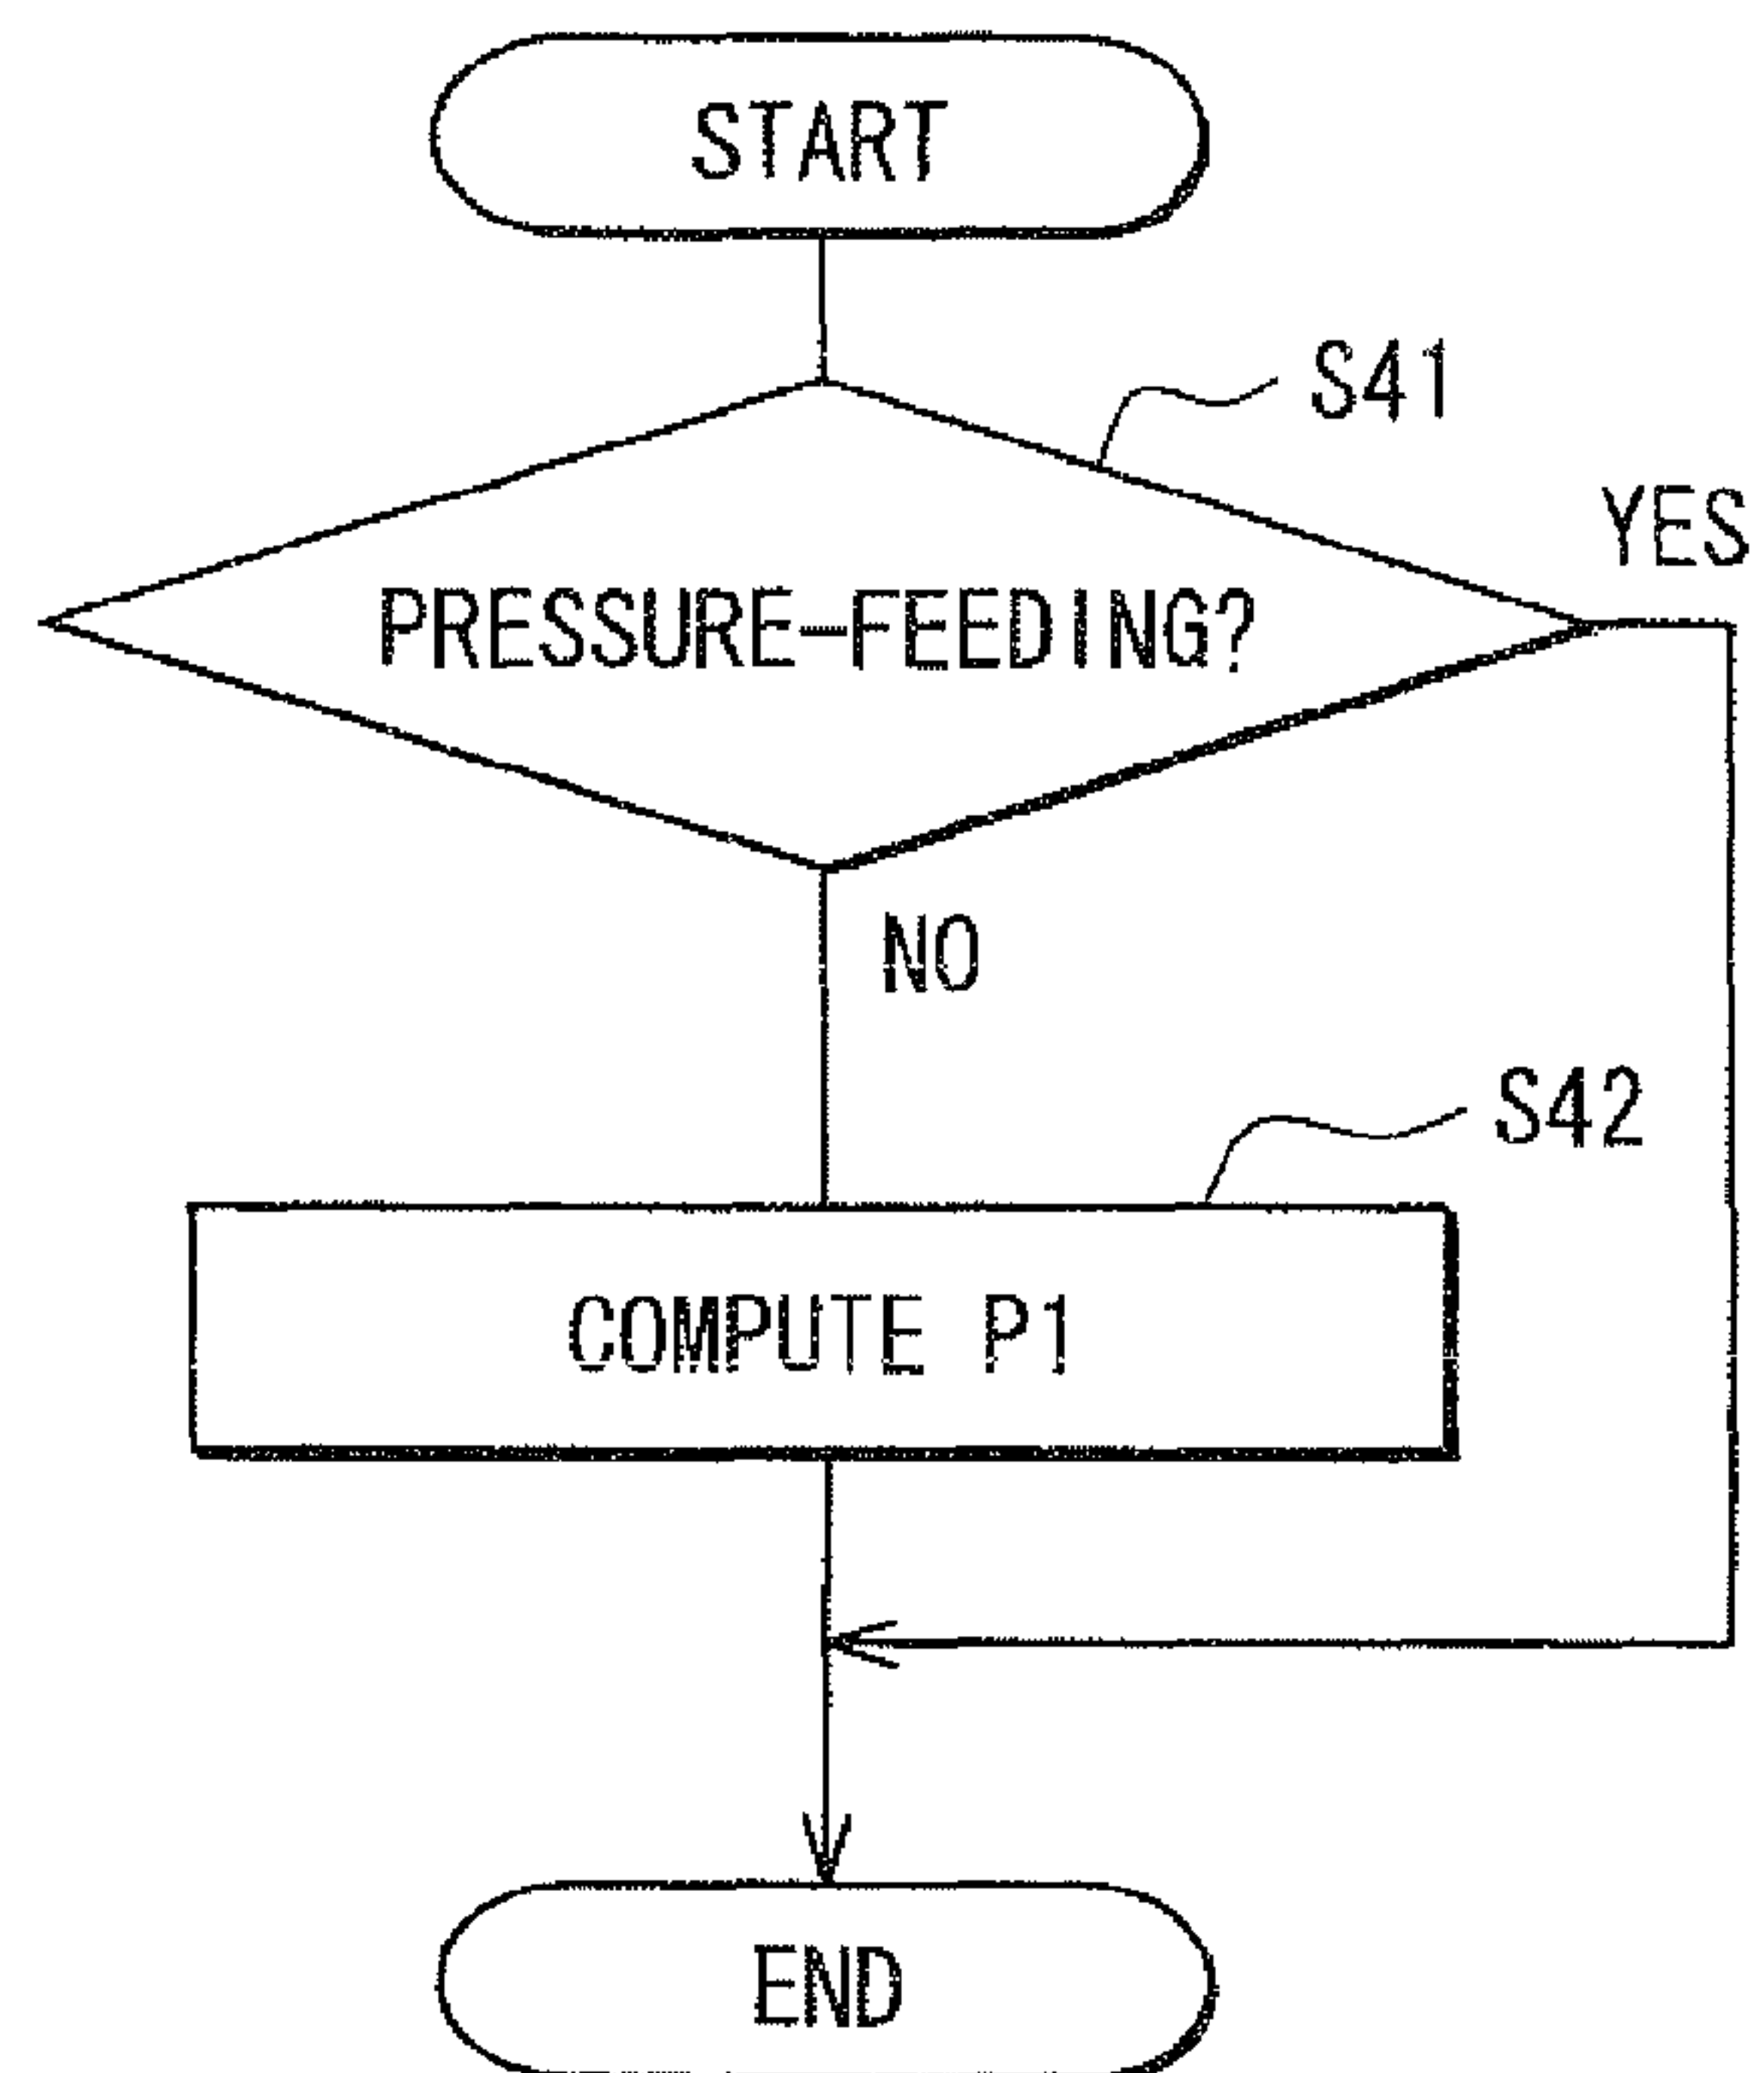 START
S41
YES
PRESSURE-FEEDING?
NO
S42
COMPUTE P1
END